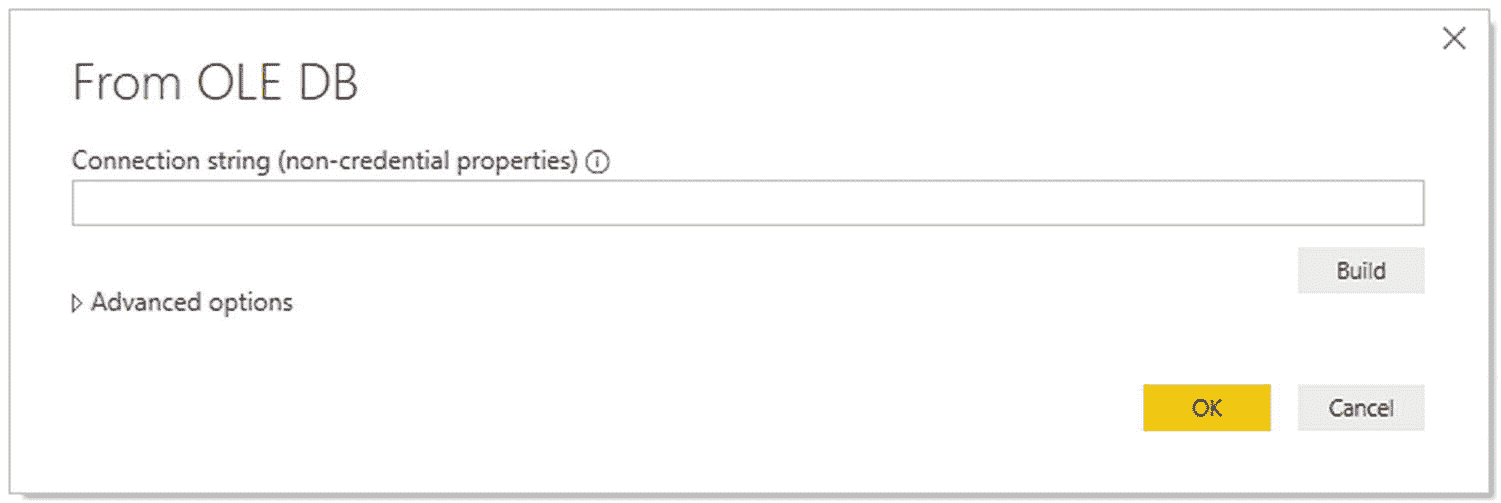 From OLE DB
Connection string (non-credential properties)
Build
Advanced options
OK Cancel